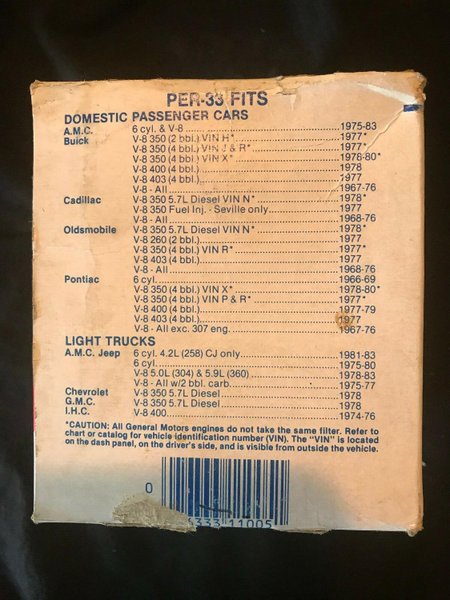 PER-33 FITS
DOMESTIC PASSENGER CARS
A.M.C. 6 cyl. & V-8 1975-83
Buick V-8 350 (2 bbl.) VIN H* 1977*
V-8 350 (4 bbl.) VIN J & R* 1977*
V-8 350 (4 bbl.) VIN X* 1978-80*
V-8 400 (4 bbl.) 1978
V-8 403 (4 bbl.) 1977
V-8 - All 1967-76
Cadillac V-8 350 5.7L Diesel VIN N* 1978*
V-8 350 Fuel Inj. - Seville only 1977
V-8 - All 1968-76
Oldsmobile V-8 350 5.7L Diesel VIN N* 1978*
V-8 260 (2 bbl.) 1977
V-8 350 (4 bbl.) VIN R* 1977*
V-8 403 (4 bbl.) 1977
V-8 - All 1968-76
Pontiac 6 cyl 1966-69
V-8 350 (4 bbl.) VIN X* 1978-80*
V-8 350 (4 bbl.) VIN P & R* 1977*
V-8 400 (4 bbl.) 1977-79
V-8 403 (4 bbl.) 1977
V-8 - All exc. 307 eng. 1967-76
LIGHT TRUCKS
A.M.C. Jeep 6 cyl. 4.2L (258) CJ only 1981-83
6 cyl. 1975-80
V-8 5.0L (304) & 5.9L (360) 1978-83
V-8 - All w/2 bbl. carb. 1975-77
Chevrolet V-8 350 5.7L Diesel 1978
G.M.C. V-8 350 5.7L Diesel 1978
I.H.C. V-8 400 1974-76
*CAUTION: All General Motors engines do not take the same filter. Refer to
chart or catalog for vehicle identification number (VIN). The "VIN" is located
on the dash panel, on the driver's side, and is visible from outside the vehicle.
0 333 11005